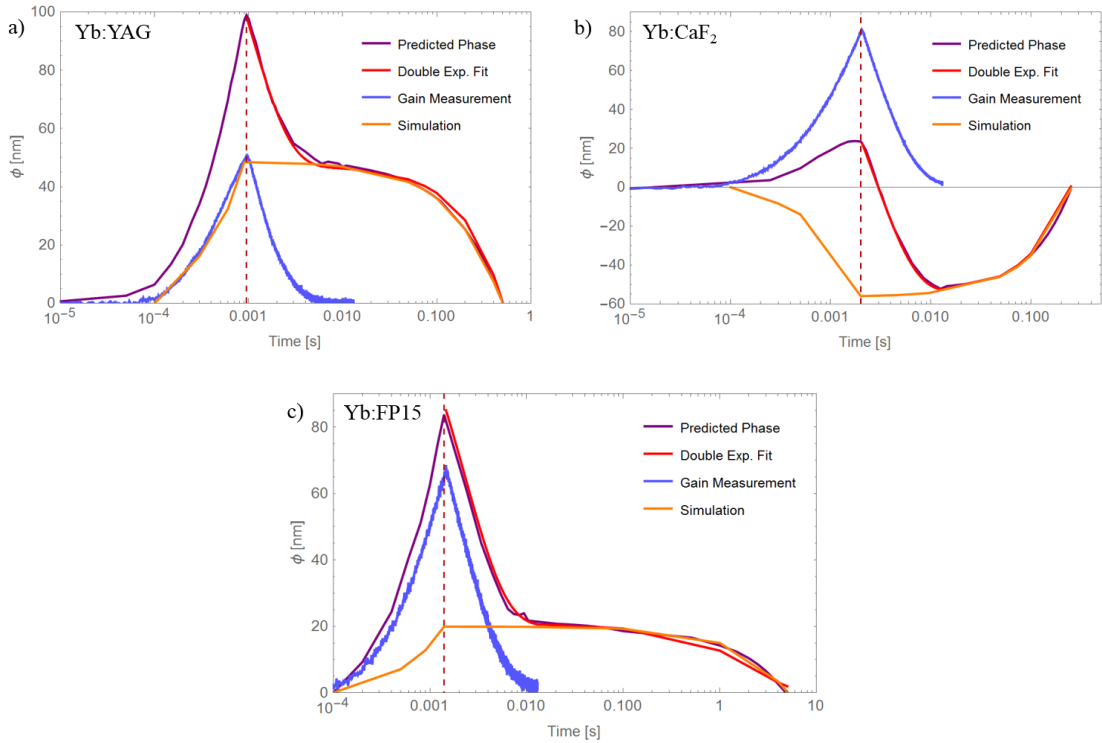 a)
Yb:YAG
Predicted Phase
Double Exp. Fit
Gain Measurement
Simulation
ϕ [nm]
100
80
60
40
20
0
10⁻⁵
10⁻⁴
0.001
0.010
0.100
1
Time [s]
b)
Yb:CaF₂
Predicted Phase
Double Exp. Fit
Gain Measurement
Simulation
ϕ [nm]
80
60
40
20
0
−20
−40
−60
10⁻⁵
10⁻⁴
0.001
0.010
0.100
Time [s]
c)
Yb:FP15
Predicted Phase
Double Exp. Fit
Gain Measurement
Simulation
ϕ [nm]
80
60
40
20
0
10⁻⁴
0.001
0.010
0.100
1
10
Time [s]